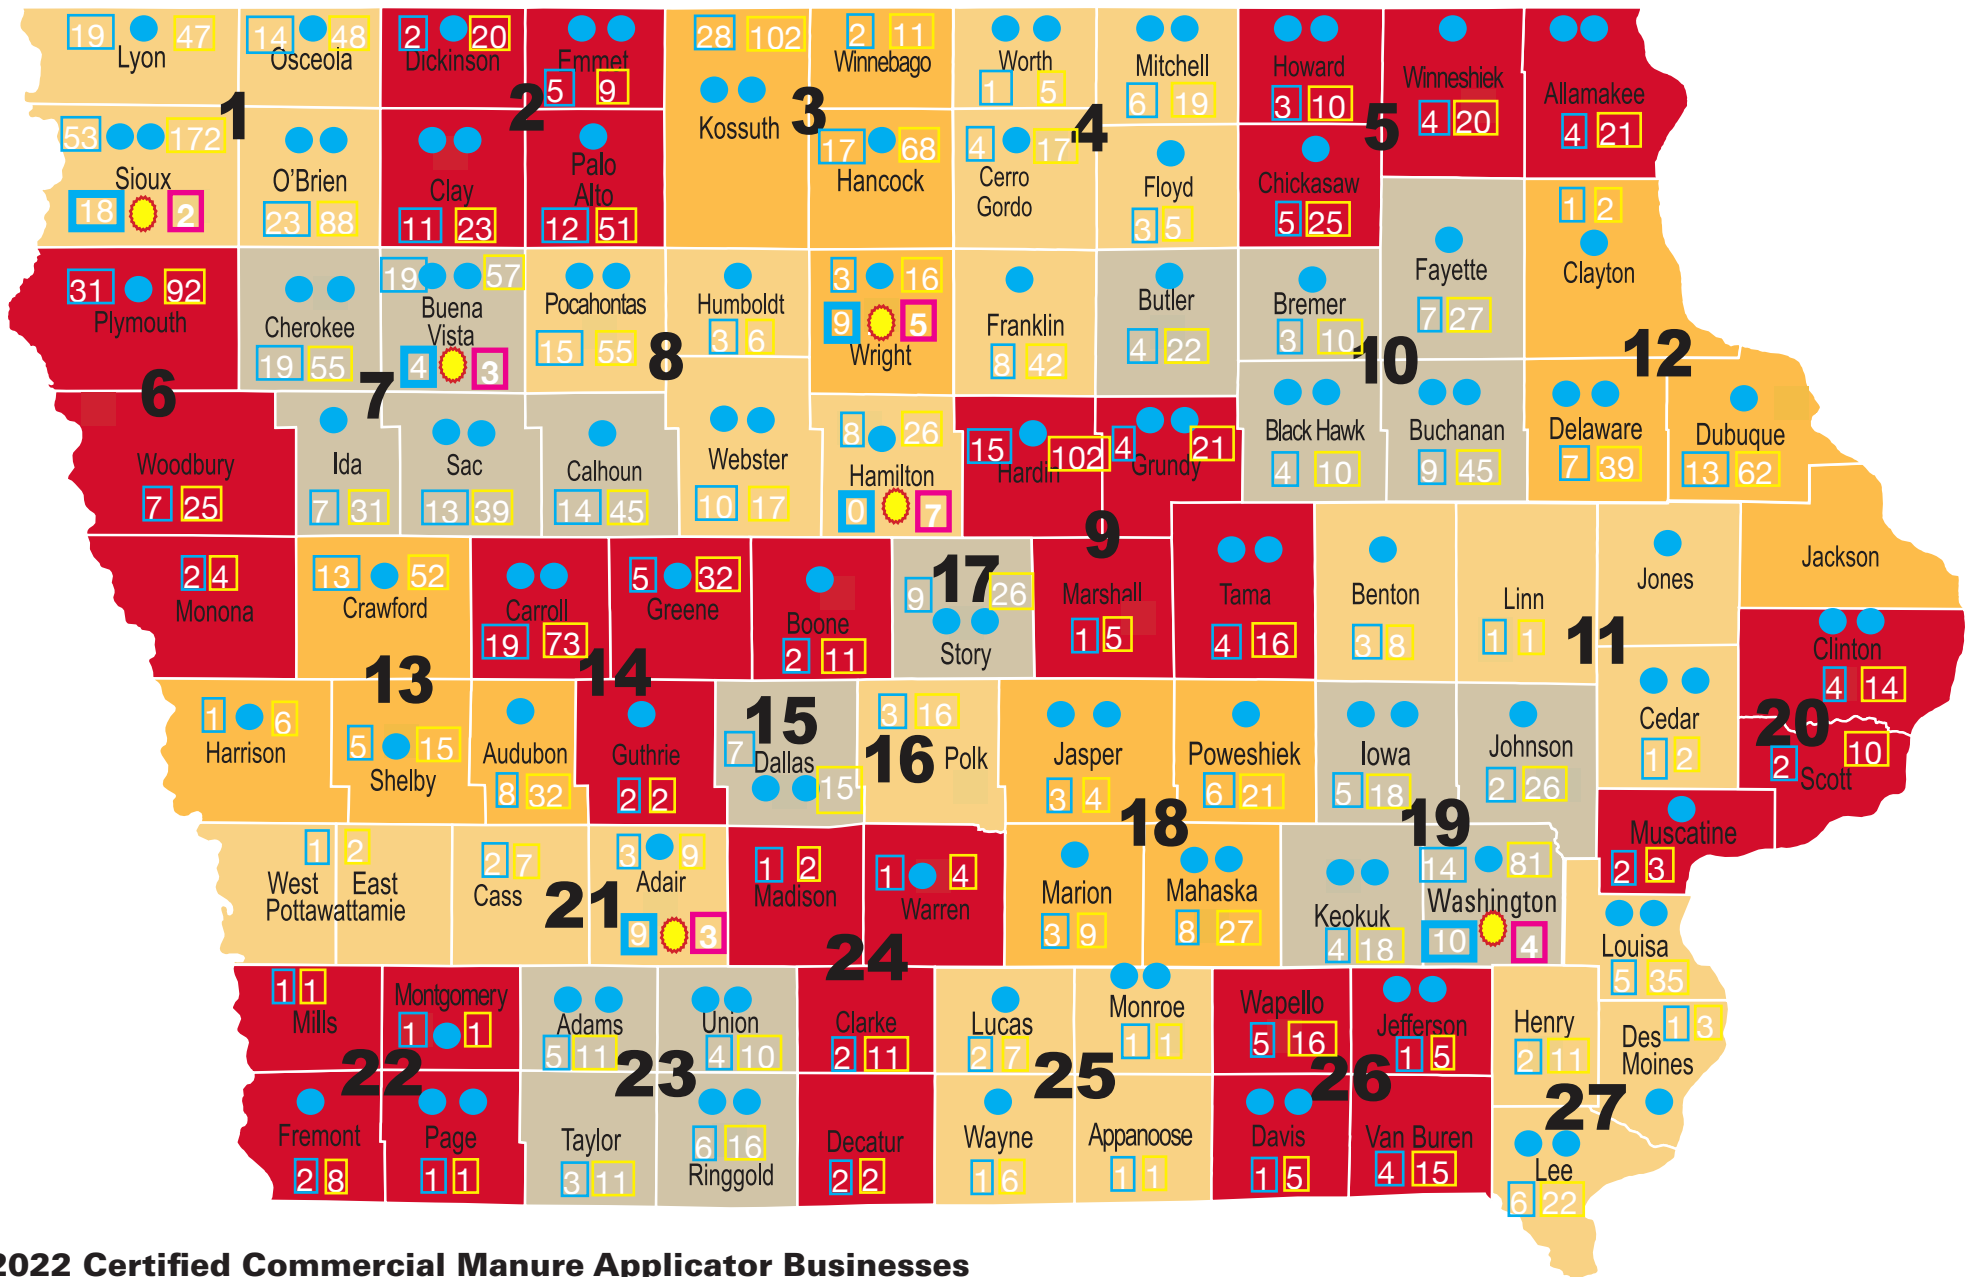 19 47 Lyon
14 48 Osceola
1
53 172 Sioux
18 2
23 88 O'Brien
2 20 Dickinson
Emmet 5 9
2
Clay 11 23
Palo
Alto
12 51
28 102
Kossuth
3
2 11
Winnebago
17 68
Hancock
Worth
1 5
Mitchell
6 19
4
4 17
Cerro
Gordo
Floyd
3 5
Howard
3 10
5
Winneshiek
4 20
Allamakee
4 21
Chickasaw
5 25
31 92
Plymouth
6
Woodbury
7 25
Cherokee
19 55
19 57
Buena
Vista
4 3
7
Ida
7 31
Sac
13 39
Calhoun
14 45
Pocahontas
15 55
Humboldt
3 6
8
3 16
9 5
Wright
Webster
10 17
8 26
Hamilton
0 7
Franklin
8 42
Butler
4 22
15 102
Hardin
4 21
Grundy
9
Bremer
3 10
10
Fayette
7 27
Black Hawk
4 10
Buchanan
9 45
1 2
Clayton
12
Delaware
7 39
Dubuque
13 62
Jackson
2 4
Monona
13 52
Crawford
13
Carroll
19 73
5 32
Greene
14
Boone
2 11
17
9 26
Story
Marshall
1 5
Tama
4 16
Benton
3 8
Linn
1 1
11
Jones
Cedar
1 2
Clinton
4 14
20
10
2 Scott
1 6
Harrison
5 15
Shelby
Audubon
8 32
Guthrie
2 2
15
7 Dallas
15
3 16
16 Polk
Jasper
3 4
Poweshiek
6 21
18
Iowa
5 18
Johnson
2 26
19
Muscatine
2 3
1 2
West East
Pottawattamie
2 7
Cass
21
3 9
Adair
9 3
1 2
Madison
1 4
Warren
24
Marion
3 9
Mahaska
8 27
Keokuk
4 18
14 81
Washington
10 4
Louisa
5 35
1 1
Mills
Montgomery
1 1
22
Fremont
2 8
Page
1 1
Adams
5 11
Union
4 10
23
Taylor
3 11
6 16
Ringgold
Clarke
2 11
Decatur
2 2
Lucas
2 7
Monroe
1 1
25
Wayne
1 6
Appanoose
1 1
Wapello
5 16
Jefferson
1 5
26
Davis
1 5
Van Buren
4 15
Henry
2 11
1 3
Des
Moines
27
Lee
6 22
2022 Certified Commercial Manure Applicator Businesses